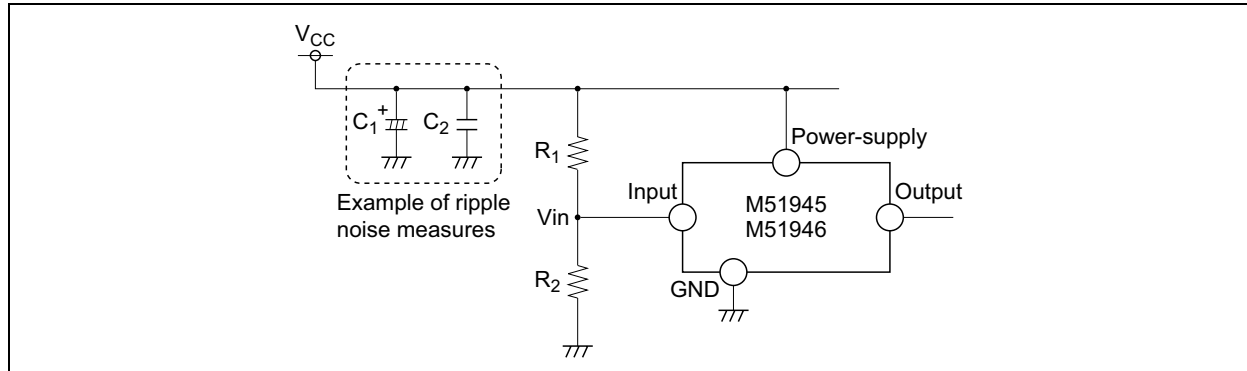 VCC
C1
+
C2
Example of ripple
noise measures
R1
Vin
R2
Power-supply
Input
M51945
M51946
Output
GND